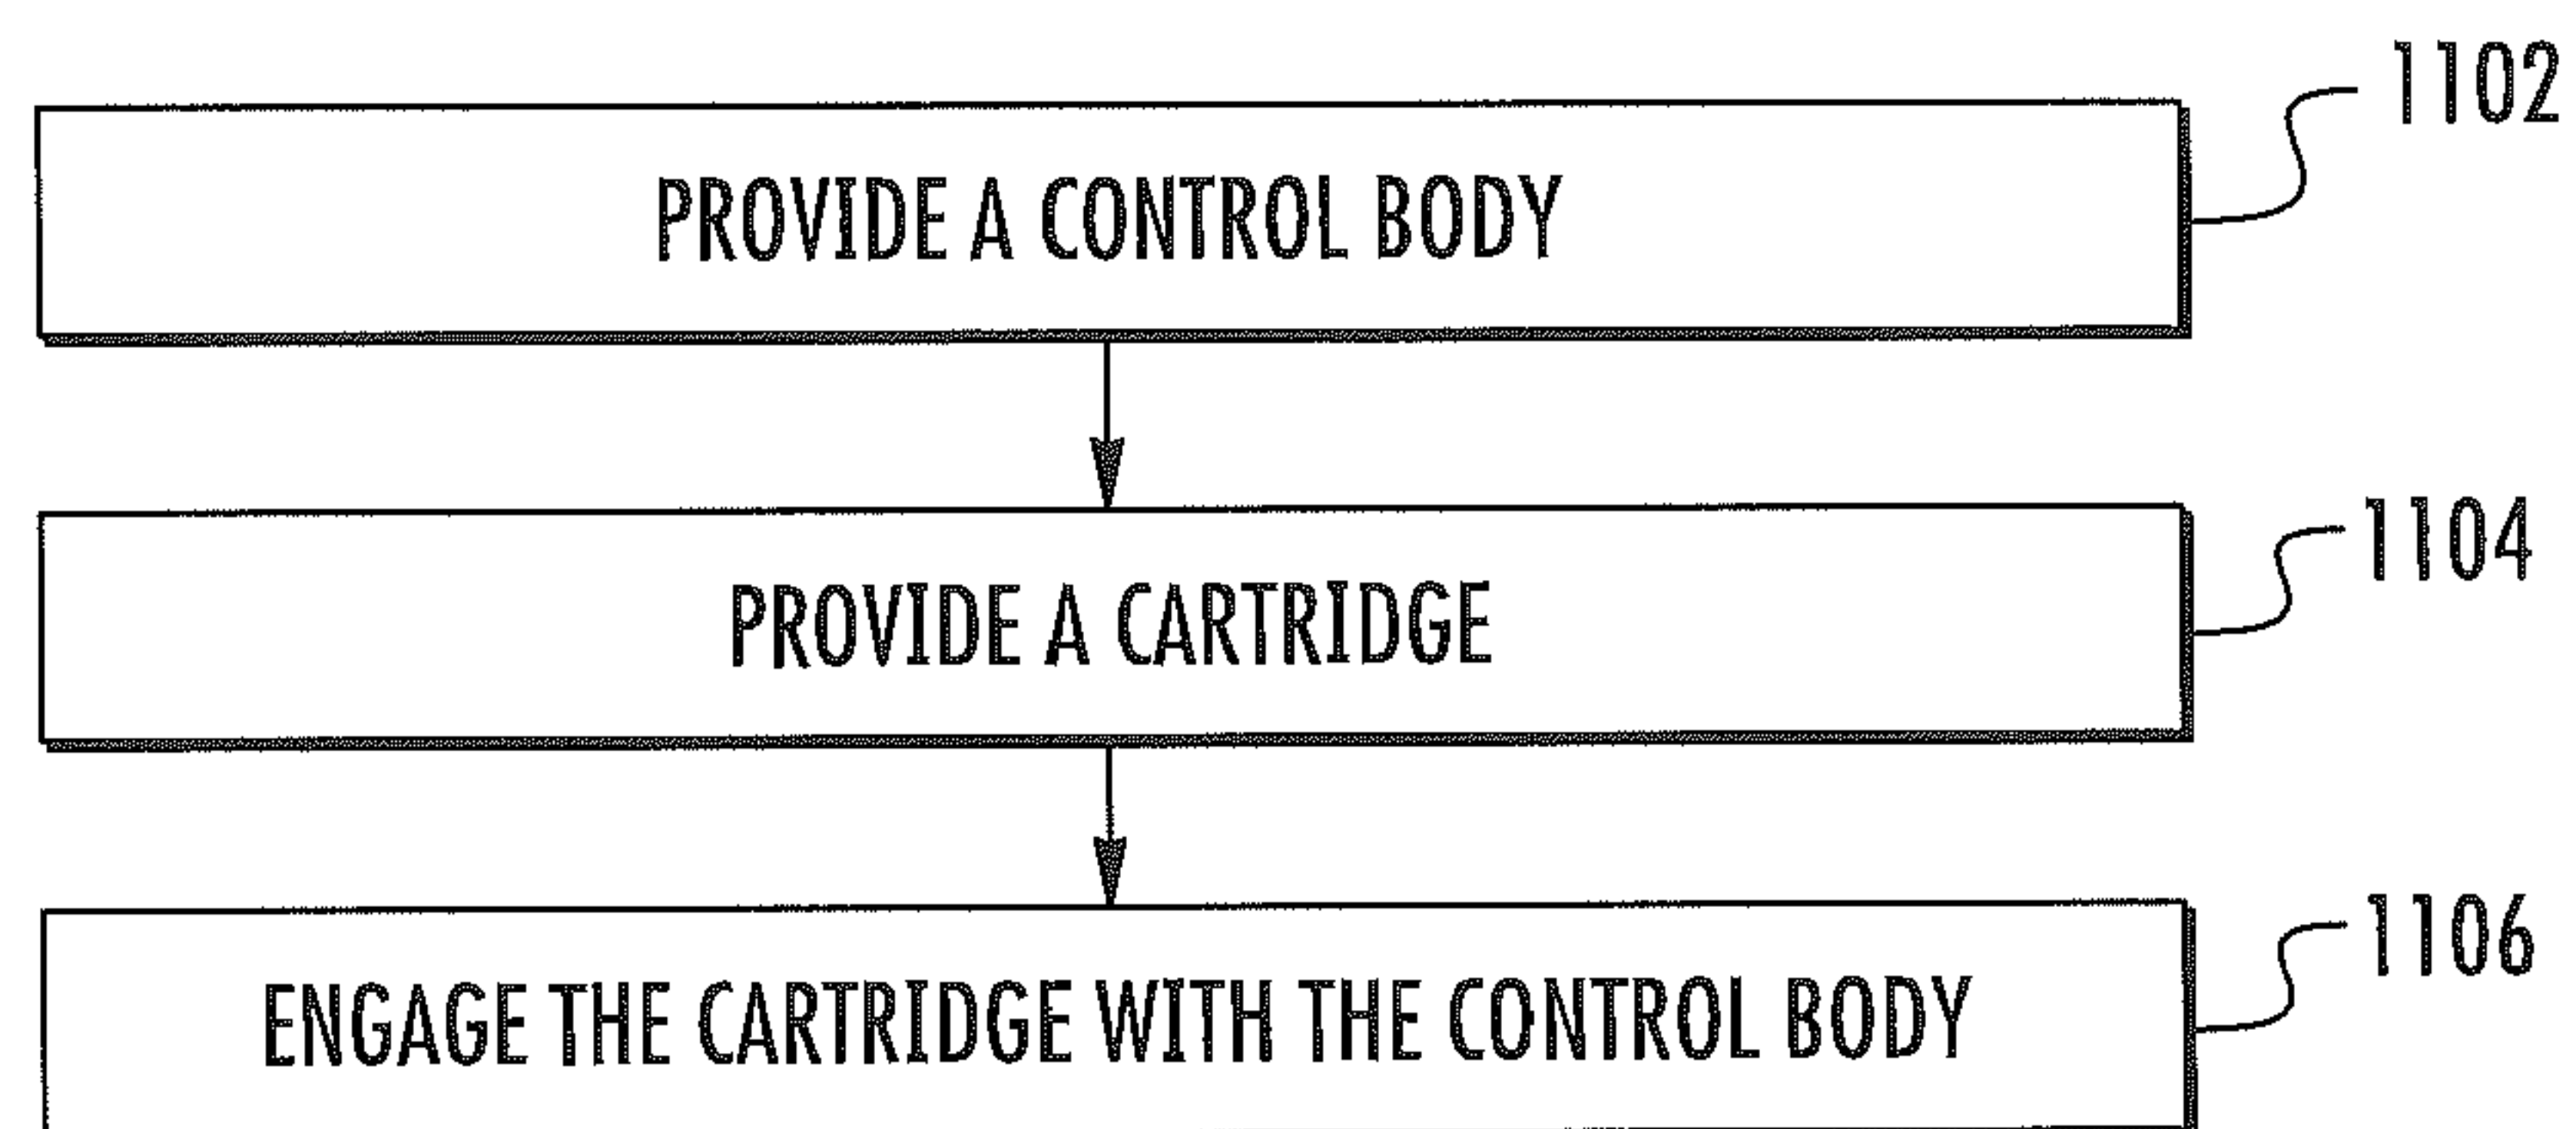 1102
PROVIDE A CONTROL BODY
1104
PROVIDE A CARTRIDGE
1106
ENGAGE THE CARTRIDGE WITH THE CONTROL BODY